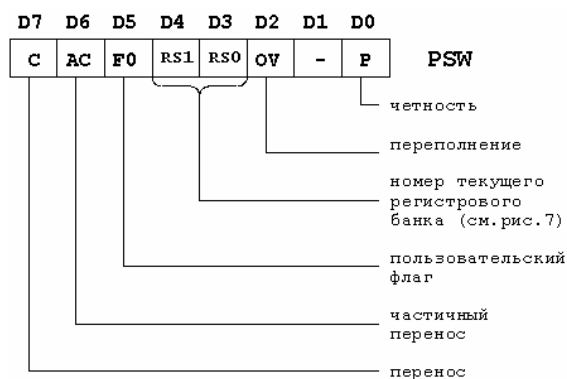 D7 D6 D5 D4 D3 D2 D1 D0
C AC F0 RS1 RS0 OV - P PSW
четность
переполнение
номер текущего
регистрового
банка (см.рис.7)
пользовательский
флаг
частичный
перенос
перенос